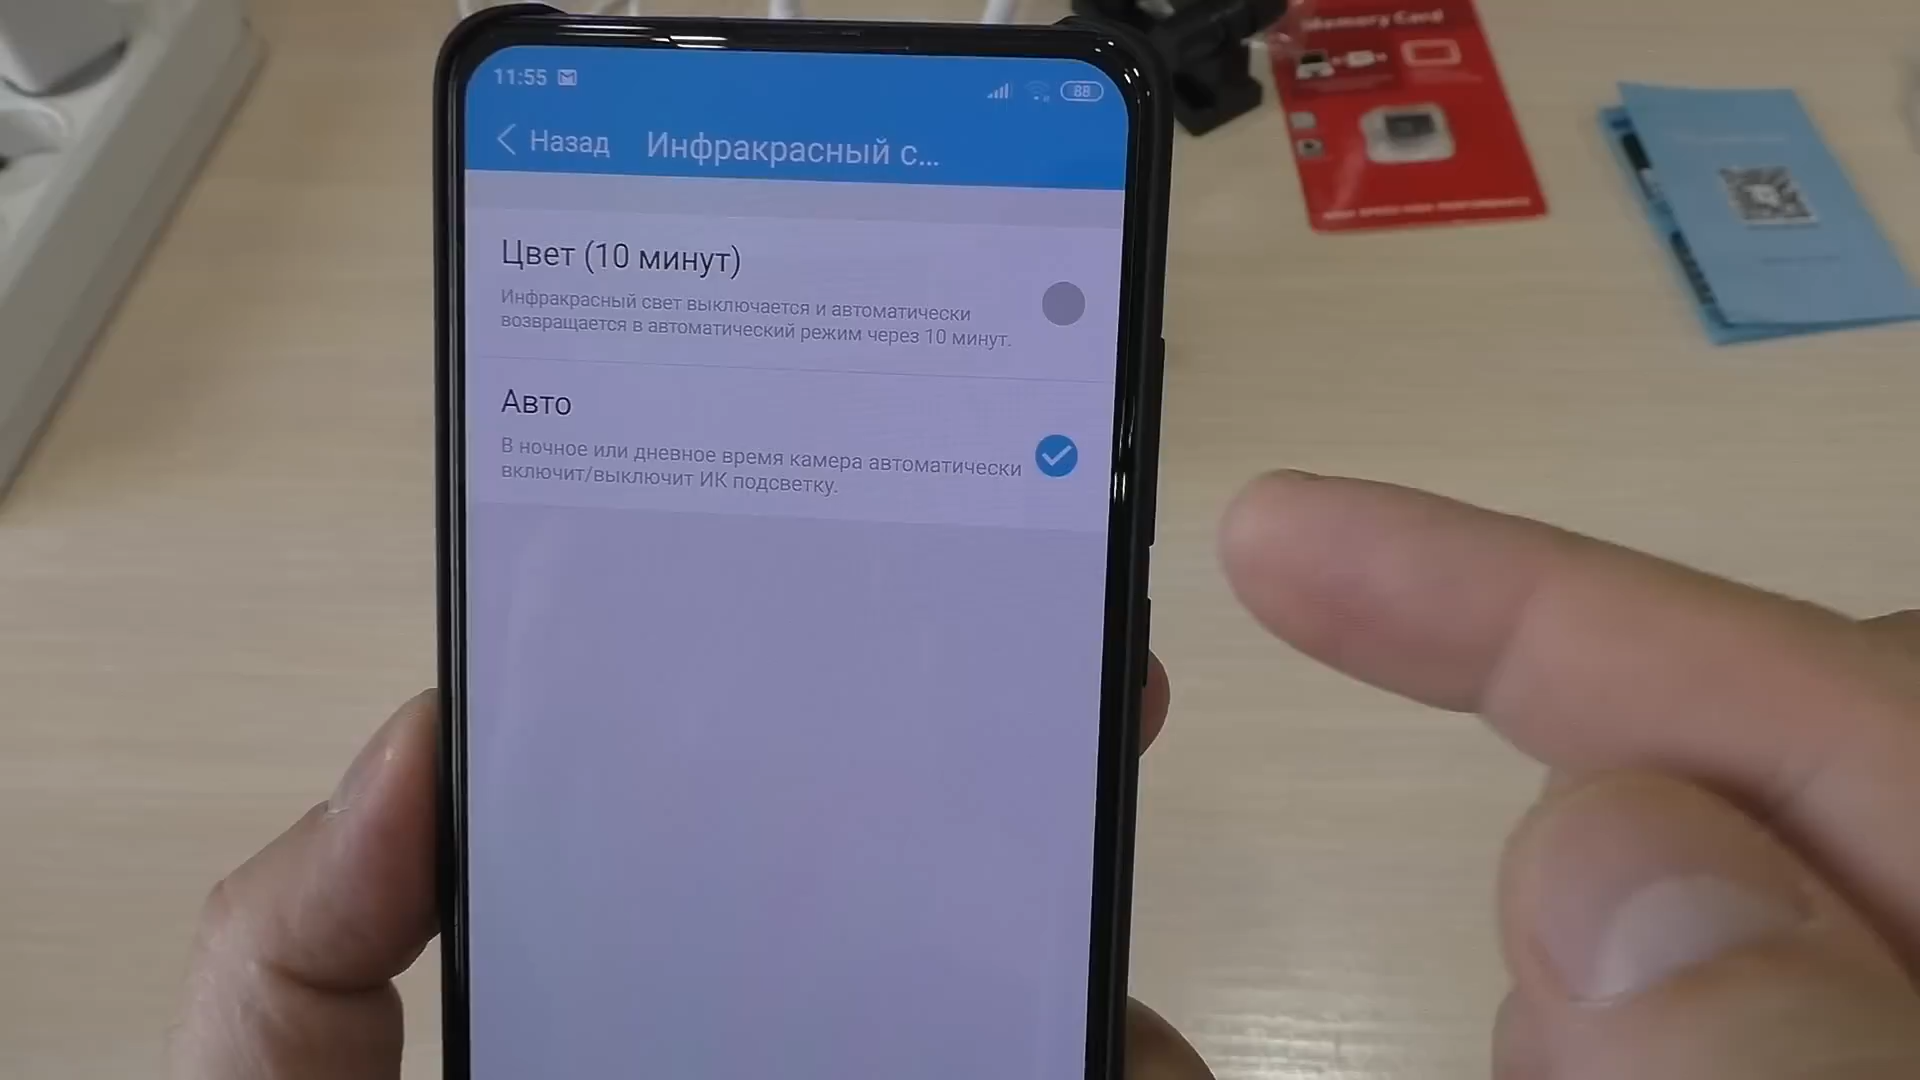 11:55
88
Назад
Инфракрасный с...
Цвет (10 минут)
Инфракрасный свет выключается и автоматически
возвращается в автоматический режим через 10 минут.
Авто
В ночное или дневное время камера автоматически
включит/выключит ИК подсветку.
Memory Card